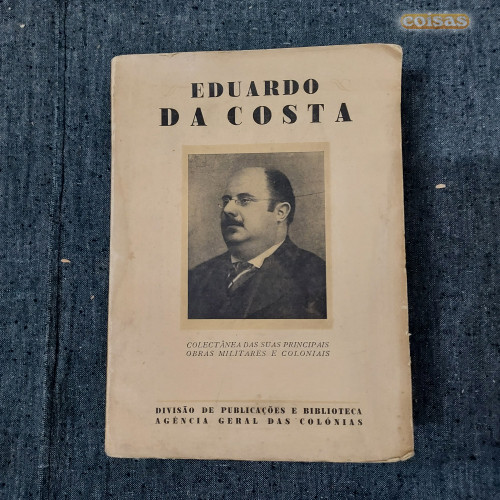 coisas
EDUARDO
DA COSTA
COLECTÂNEA DAS SUAS PRINCIPAIS
OBRAS MILITARES E COLONIAIS
DIVISÃO DE PUBLICAÇÕES E BIBLIOTECA
AGÊNCIA GERAL DAS COLÓNIAS